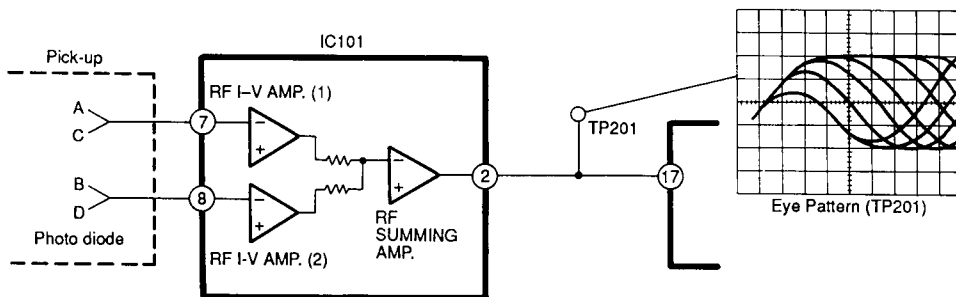 IC101
Pick-up
RF I–V AMP. (1)
A
C
7
–
+
TP201
B
D
8
–
+
–
+
2
17
RF
SUMMING
AMP.
Photo diode
RF I-V AMP. (2)
Eye Pattern (TP201)